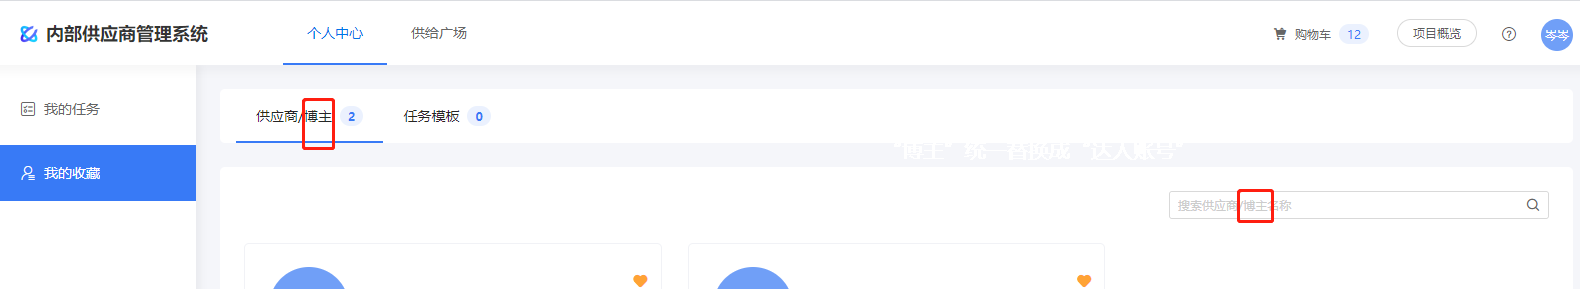 内部供应商管理系统
个人中心
供给广场
购物车 12
项目概览
岑岑
我的任务
供应商/博主 2
任务模板 0
"博主" 统一替换成 "达人账号"
我的收藏
搜索供应商/博主名称